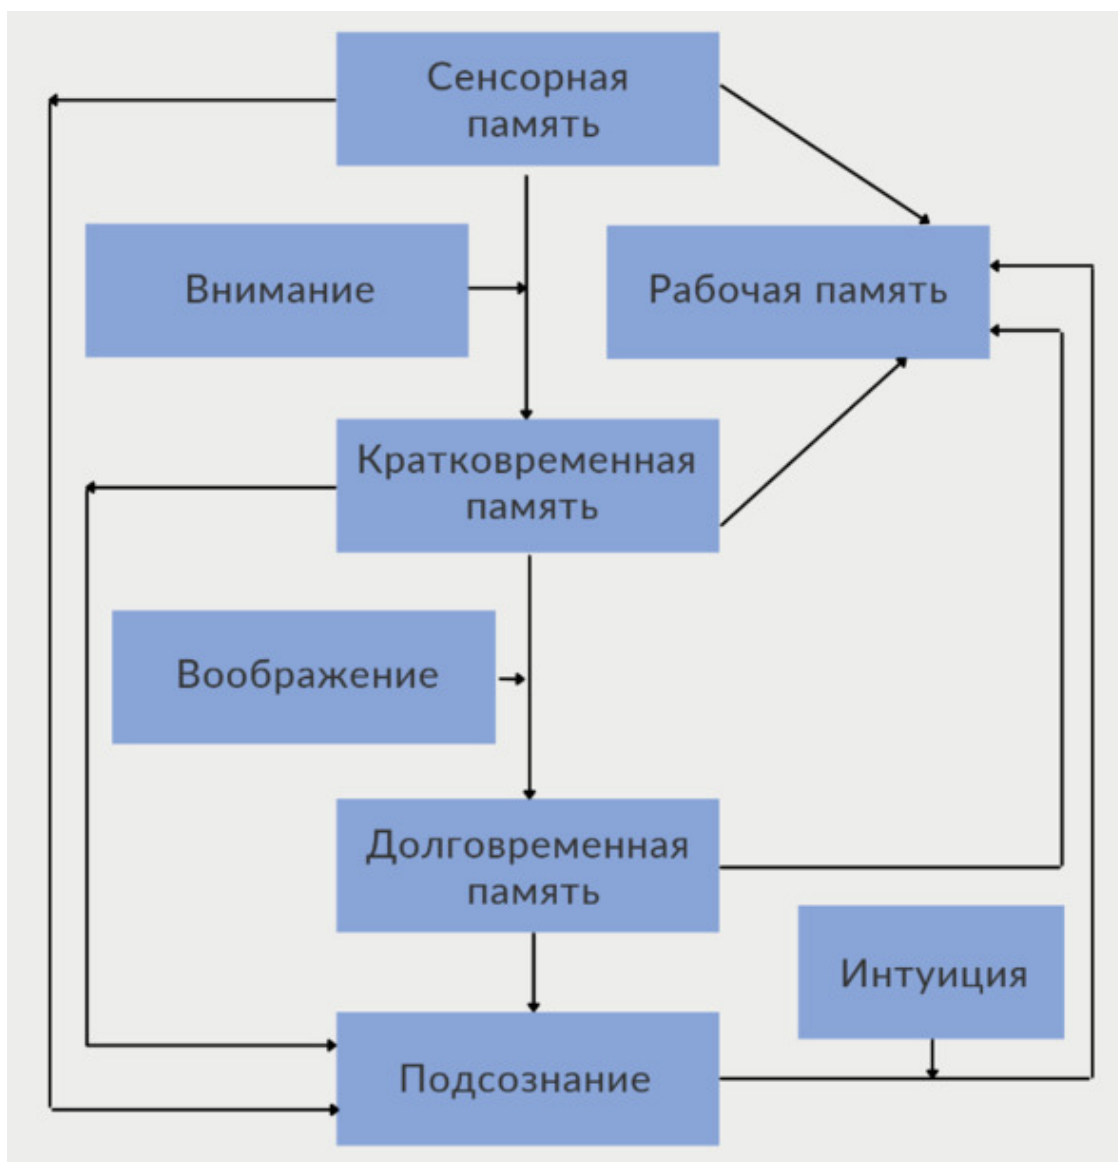 Сенсорная
память
Внимание
Рабочая память
Кратковременная
память
Воображение
Долговременная
память
Интуиция
Подсознание